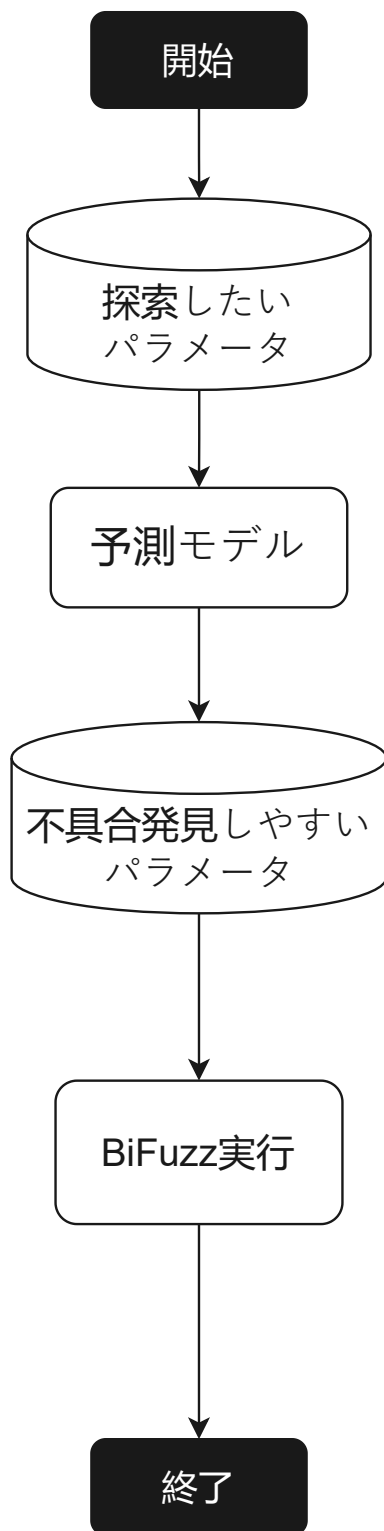 開始
探索したい
パラメータ
予測モデル
不具合発見しやすい
パラメータ
BiFuzz実行
終了